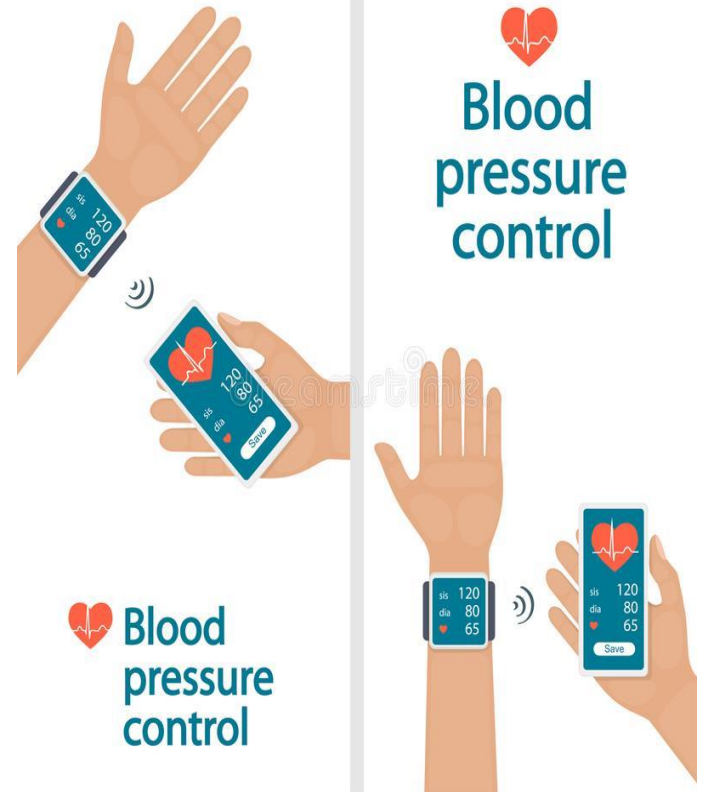 sis 120
dia 80
65
120
sis 80
dia 65
Save
Blood
pressure
control
Blood
pressure
control
dreamstime
sis 120
dia 80
65
sis 120
dia 80
65
Save